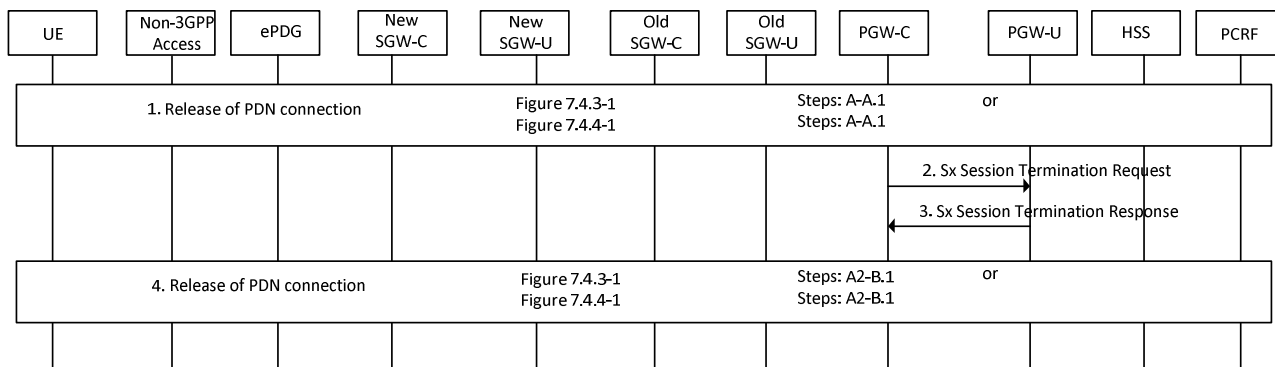 UE
Non-3GPP
Access
ePDG
New
SGW-C
New
SGW-U
Old
SGW-C
Old
SGW-U
PGW-C
PGW-U
HSS
PCRF
1. Release of PDN connection
Figure 7.4.3-1 Steps: A-A.1 or
Figure 7.4.4-1 Steps: A-A.1
2. Sx Session Termination Request
3. Sx Session Termination Response
4. Release of PDN connection
Figure 7.4.3-1 Steps: A2-B.1 or
Figure 7.4.4-1 Steps: A2-B.1